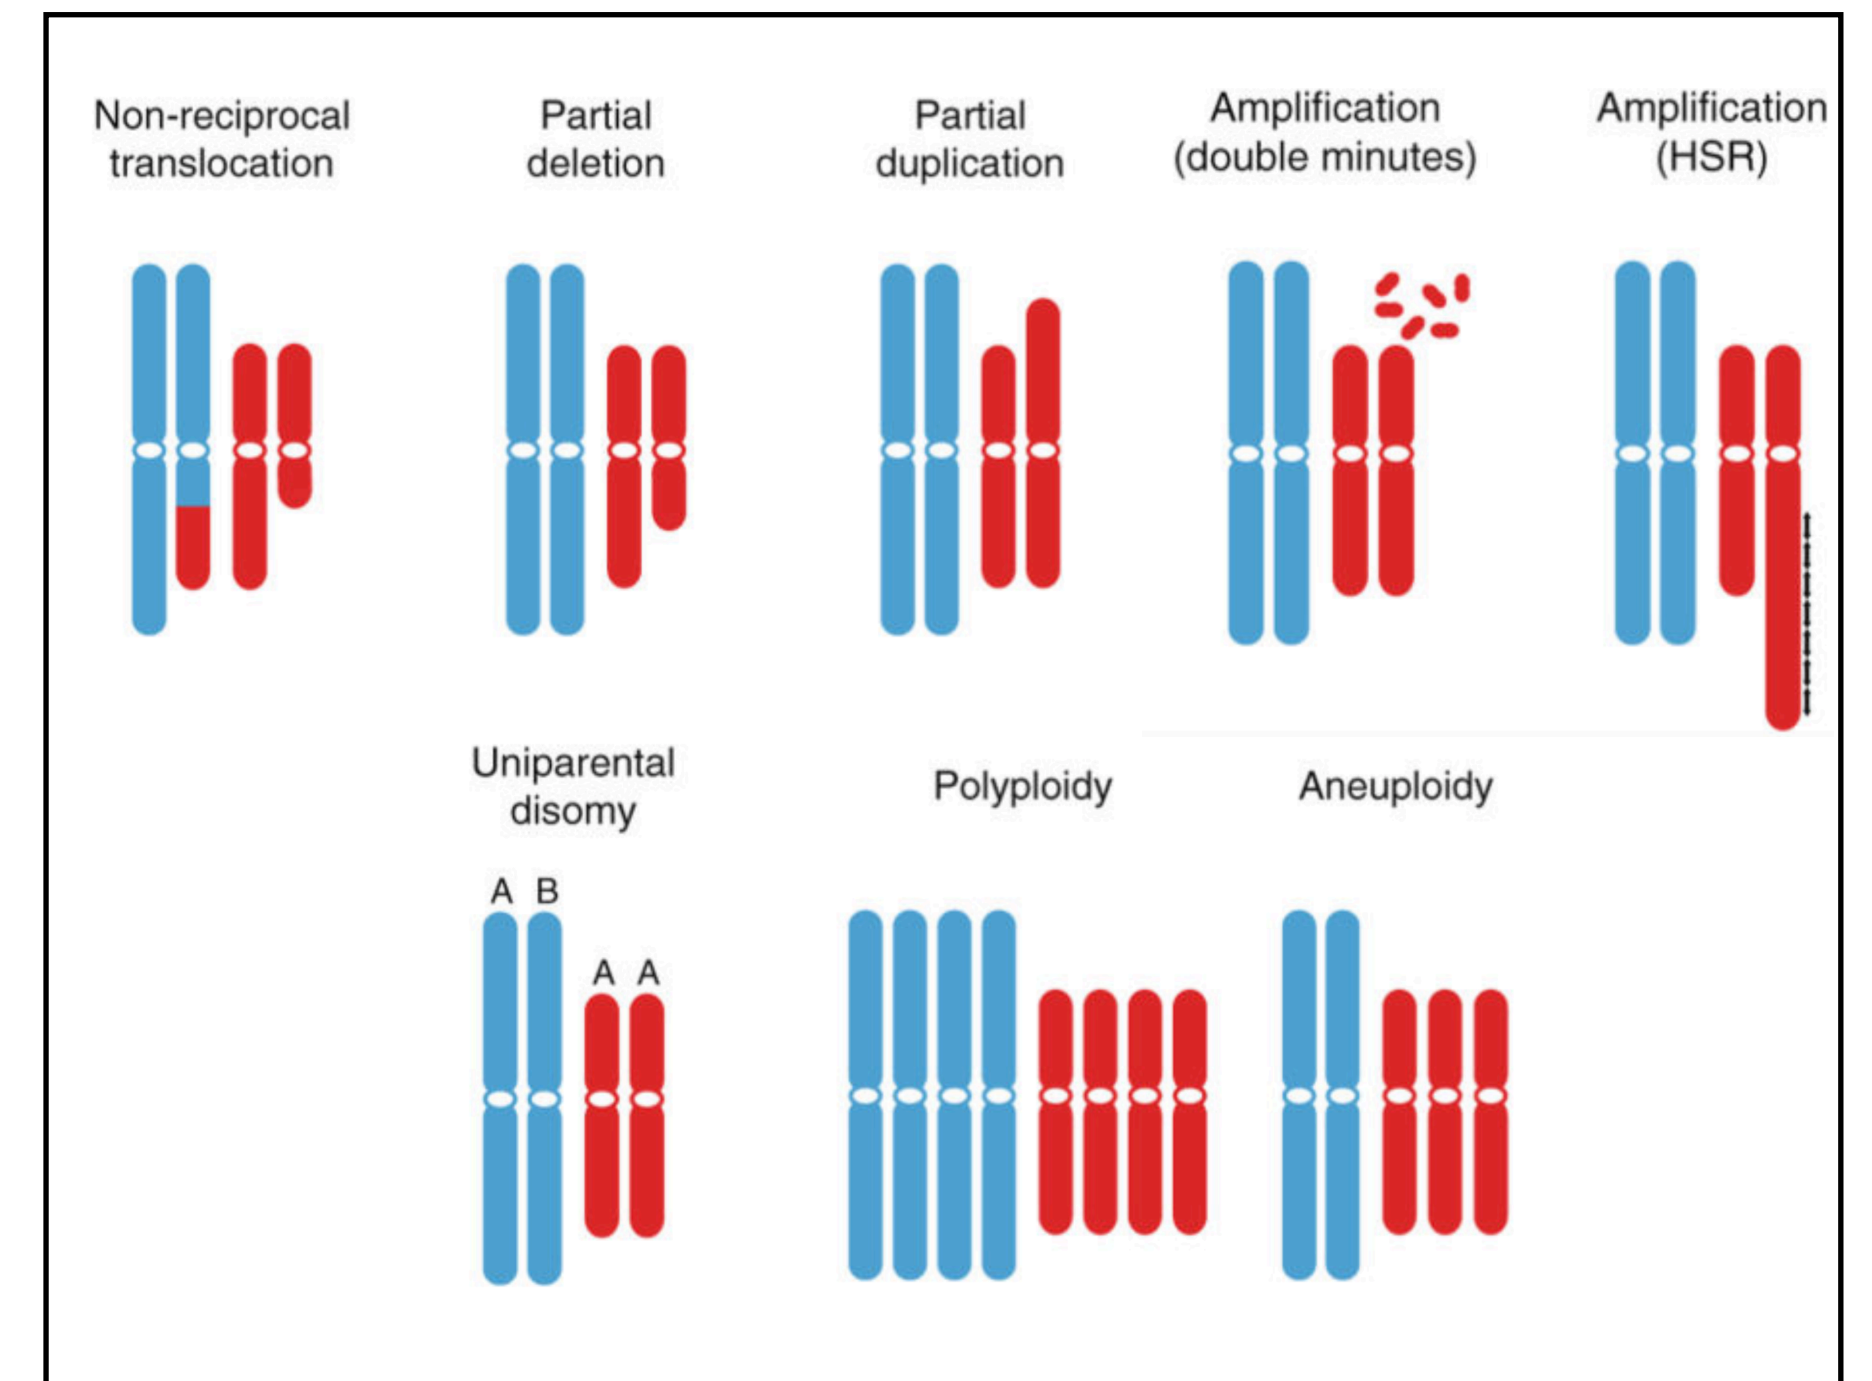 Non-reciprocal
translocation
Partial
deletion
Partial
duplication
Amplification
(double minutes)
Amplification
(HSR)
Uniparental
disomy
A B
A A
Polyploidy
Aneuploidy